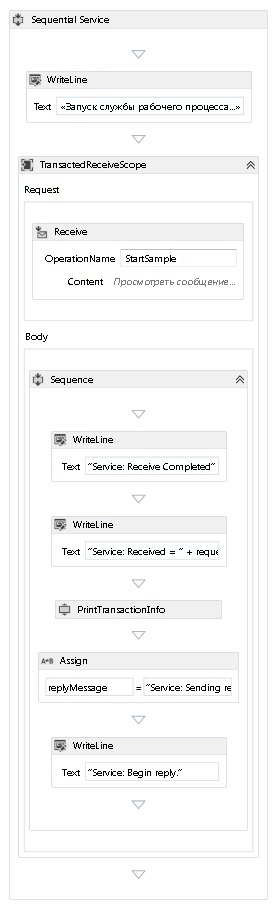 Sequential Service
WriteLine
Text «Запуск службы рабочего процесса...»
TransactedReceiveScope
Request
Receive
OperationName StartSample
Content Просмотреть сообщение...
Body
Sequence
WriteLine
Text "Service: Receive Completed"
WriteLine
Text "Service: Received = " + reque
PrintTransactionInfo
A+B Assign
replyMessage = "Service: Sending re
WriteLine
Text "Service: Begin reply."